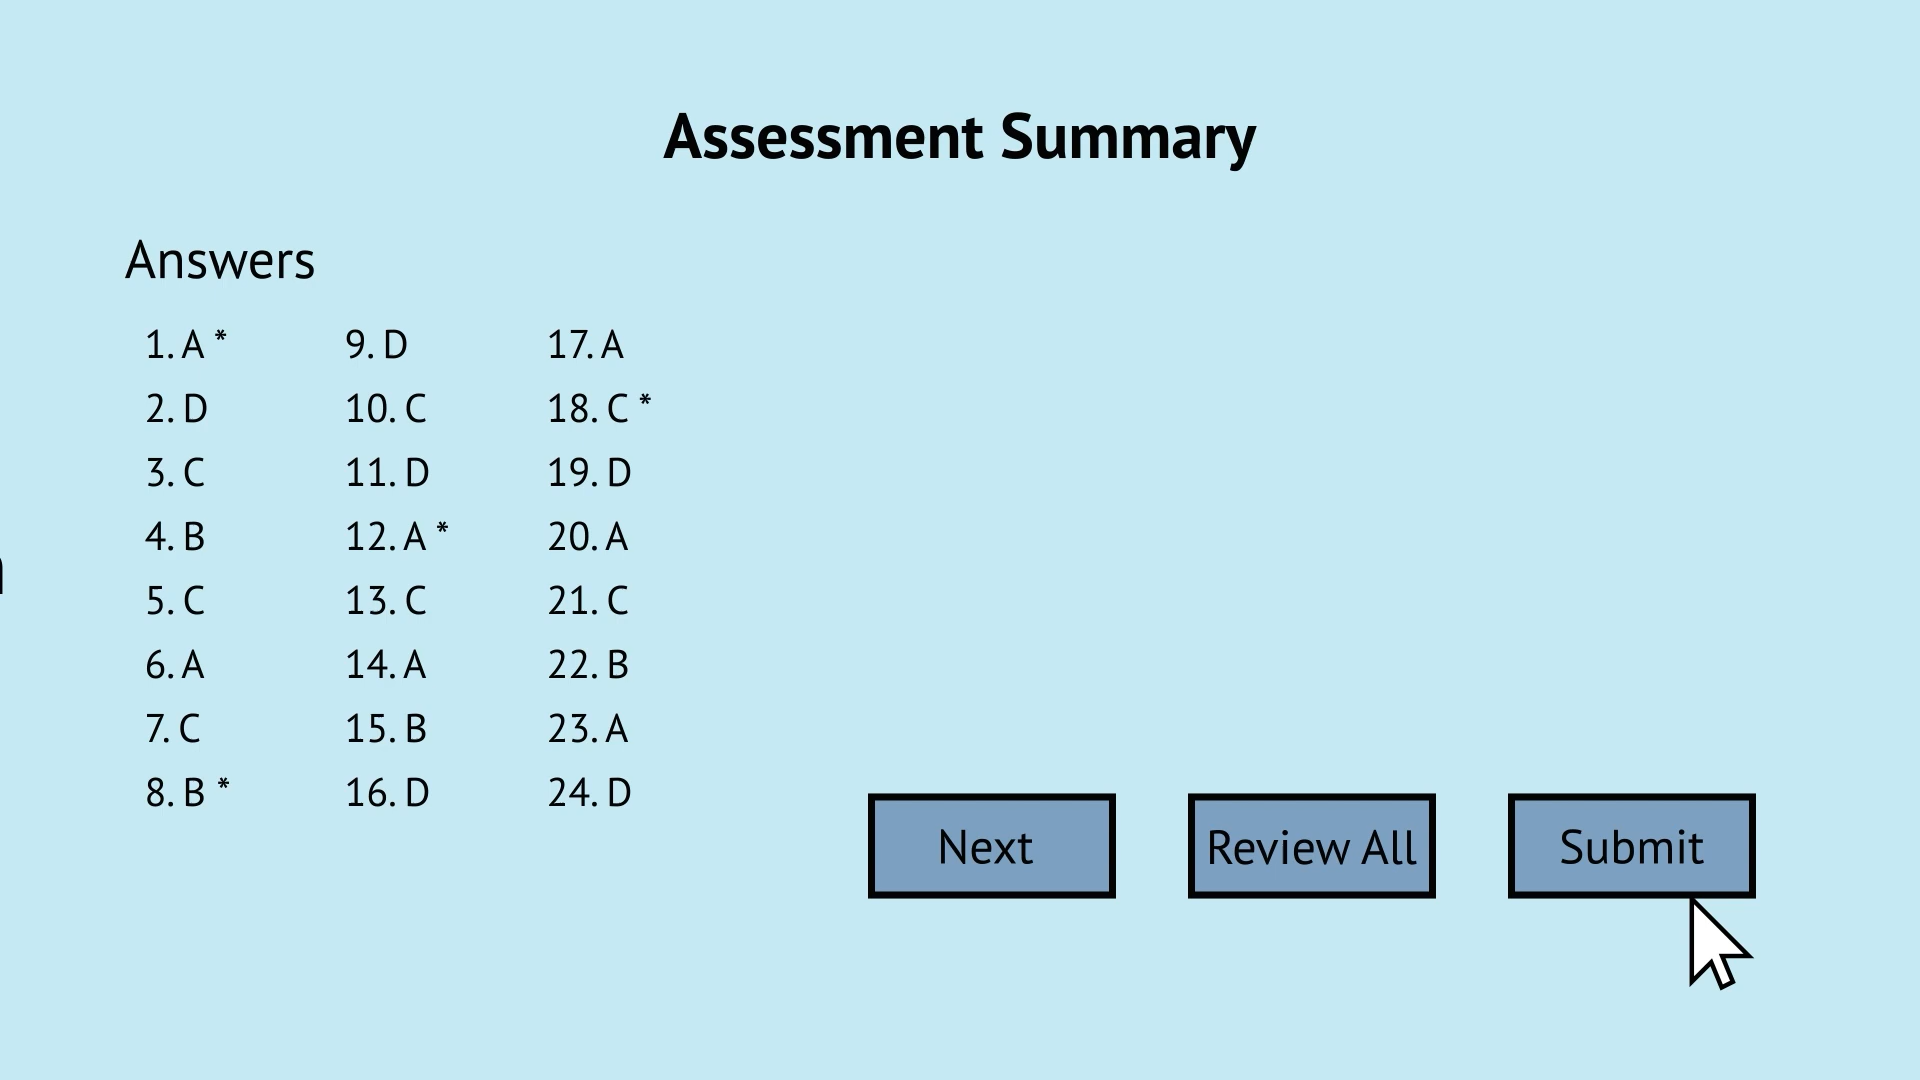 Assessment Summary
Answers
1. A *
2. D
3. C
4. B
5. C
6. A
7. C
8. B *
9. D
10. C
11. D
12. A *
13. C
14. A
15. B
16. D
17. A
18. C *
19. D
20. A
21. C
22. B
23. A
24. D
Next
Review All
Submit